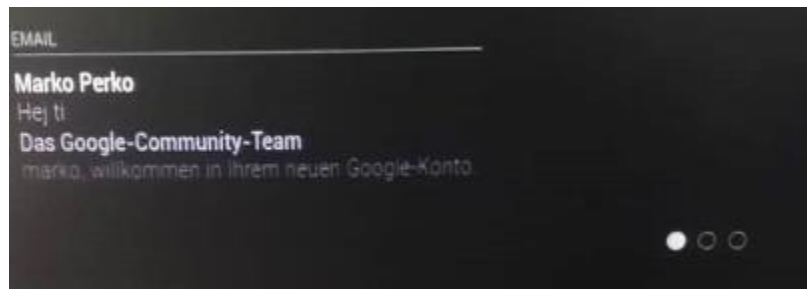 EMAIL
Marko Perko
Hej ti
Das Google-Community-Team
marko, willkommen in Ihrem neuen Google-Konto